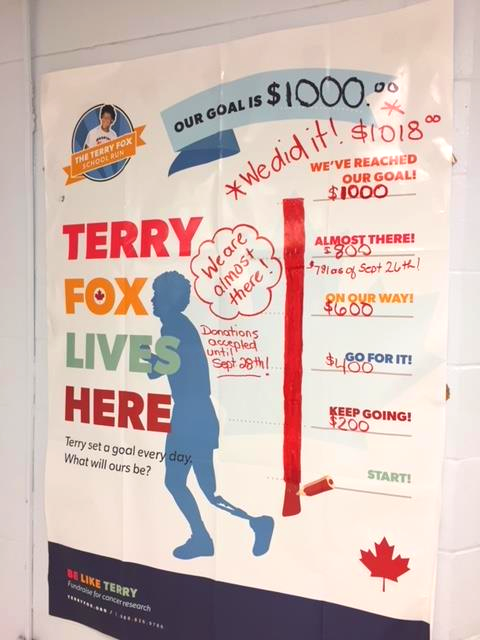 THE TERRY FOX
SCHOOL RUN
OUR GOAL IS $1000.00
*We did it! $1018 00 *
WE'VE REACHED
OUR GOAL!
$1000
TERRY
FOX
LIVES
HERE
We are
almost
there!
ALMOST THERE!
$800
$791 as of Sept 26th!
ON OUR WAY!
$600
Donations
accepted
until
Sept 28th!
GO FOR IT!
$400
KEEP GOING!
$200
START!
Terry set a goal every day.
What will ours be?
BE LIKE TERRY
Fundraise for cancer research
TERRYFOX.ORG